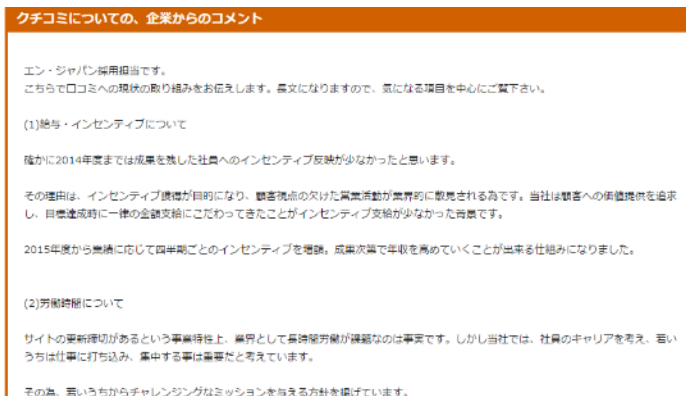 クチコミについての、企業からのコメント
エン・ジャパン採用担当です。
こちらで口コミへの現状の取り組みをお伝えします。長文になりますので、気になる項目を中心にご覧下さい。
(1)給与・インセンティブについて
確かに2014年度までは成果を残した社員へのインセンティブ反映が少なかったと思います。
その理由は、インセンティブ獲得が目的になり、顧客視点の欠けた営業活動が業界的に散見される為です。当社は顧客への価値提供を追求
し、目標達成時に一律の金額支給にこだわってきたことがインセンティブ支給が少なかった背景です。
2015年度から業績に応じて四半期ごとのインセンティブを増額。成果次第で年収を高めていくことが出来る仕組みになりました。
(2)労働時間について
サイトの更新締切があるという事業特性上、業界として長時間労働が課題なのは事実です。しかし当社では、社員のキャリアを考え、若い
うちは仕事に打ち込み、集中する事は重要だと考えています。
その為、若いうちからチャレンジングなミッションを与える方針を掲げています。